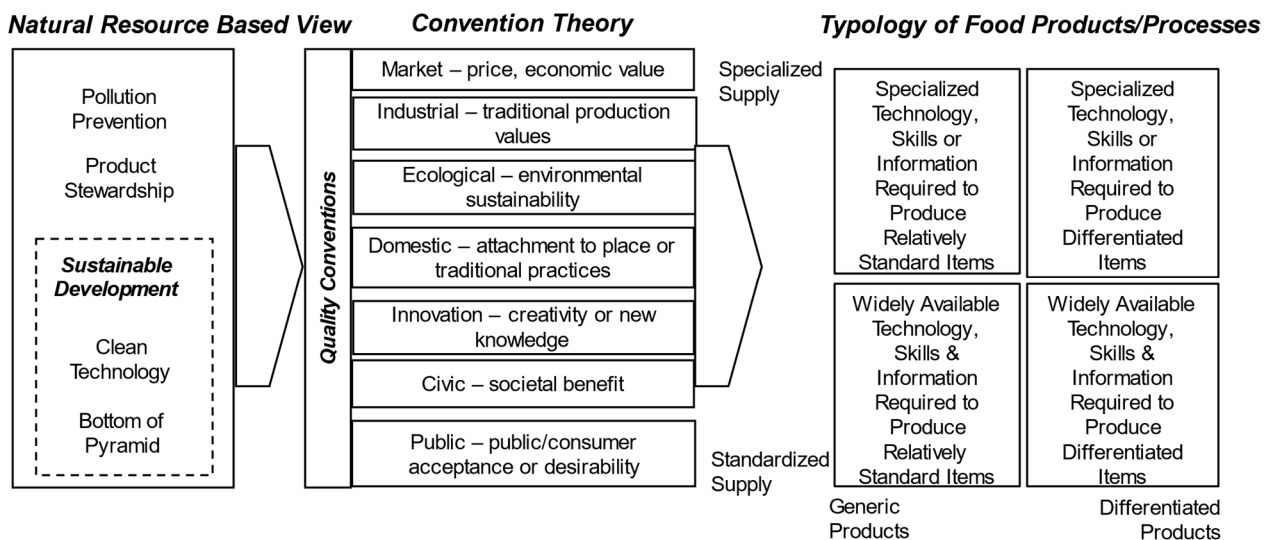 Natural Resource Based View
Convention Theory
Typology of Food Products/Processes
Pollution
Prevention
Product
Stewardship
Sustainable
Development
Clean
Technology
Bottom of
Pyramid
Quality Conventions
Market – price, economic value
Industrial – traditional production
values
Ecological – environmental
sustainability
Domestic – attachment to place or
traditional practices
Innovation – creativity or new
knowledge
Civic – societal benefit
Public – public/consumer
acceptance or desirability
Specialized
Supply
Standardized
Supply
Specialized
Technology,
Skills or
Information
Required to
Produce
Relatively
Standard Items
Specialized
Technology,
Skills or
Information
Required to
Produce
Differentiated
Items
Widely Available
Technology,
Skills &
Information
Required to
Produce
Relatively
Standard Items
Widely Available
Technology,
Skills &
Information
Required to
Produce
Differentiated
Items
Generic
Products
Differentiated
Products